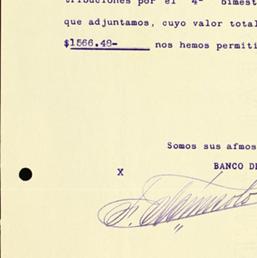 tribuciones por el 4º bimest
que adjuntamos, cuyo valor total
$1566.48- nos hemos permiti
Somos sus afmos
BANCO DE
X